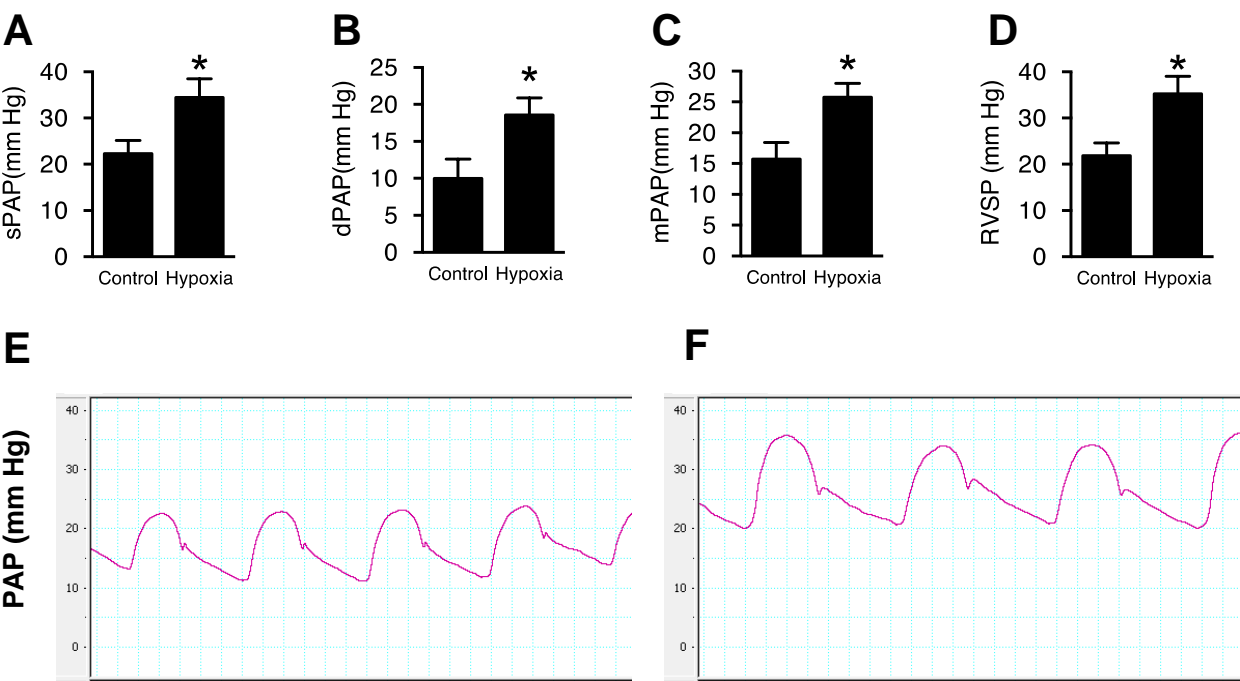 A
B
C
D
sPAP(mm Hg)
40
30
20
10
0
*
Control Hypoxia
dPAP(mm Hg)
25
20
15
10
5
0
*
Control Hypoxia
mPAP(mm Hg)
30
25
20
15
10
5
0
*
Control Hypoxia
RVSP (mm Hg)
40
30
20
10
0
*
Control Hypoxia
E
F
PAP (mm Hg)
40
30
20
10
0
40
30
20
10
0